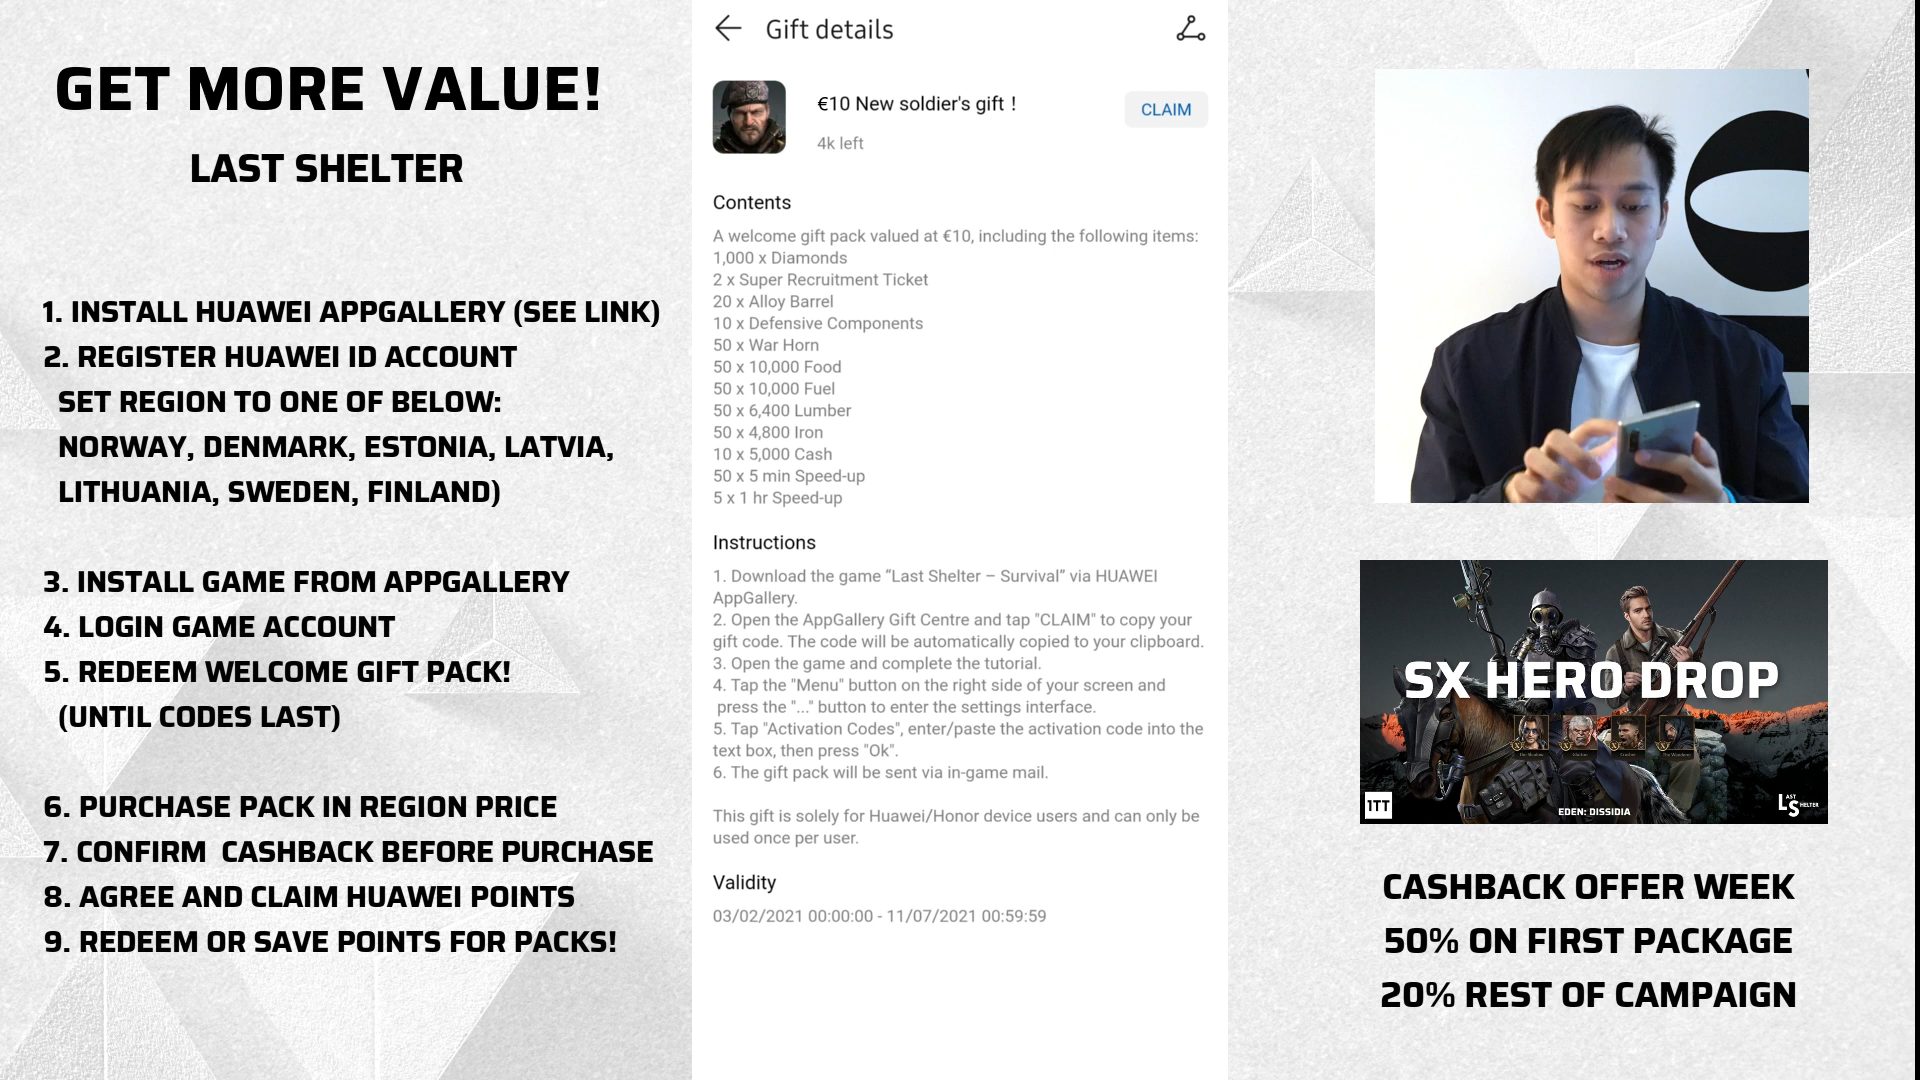 GET MORE VALUE!
LAST SHELTER
1. INSTALL HUAWEI APPGALLERY (SEE LINK)
2. REGISTER HUAWEI ID ACCOUNT
SET REGION TO ONE OF BELOW:
NORWAY, DENMARK, ESTONIA, LATVIA,
LITHUANIA, SWEDEN, FINLAND)
3. INSTALL GAME FROM APPGALLERY
4. LOGIN GAME ACCOUNT
5. REDEEM WELCOME GIFT PACK!
(UNTIL CODES LAST)
6. PURCHASE PACK IN REGION PRICE
7. CONFIRM  CASHBACK BEFORE PURCHASE
8. AGREE AND CLAIM HUAWEI POINTS
9. REDEEM OR SAVE POINTS FOR PACKS!
Gift details
€10 New soldier's gift !
4k left
CLAIM
Contents
A welcome gift pack valued at €10, including the following items:
1,000 x Diamonds
2 x Super Recruitment Ticket
20 x Alloy Barrel
10 x Defensive Components
50 x War Horn
50 x 10,000 Food
50 x 10,000 Fuel
50 x 6,400 Lumber
50 x 4,800 Iron
10 x 5,000 Cash
50 x 5 min Speed-up
5 x 1 hr Speed-up
Instructions
1. Download the game “Last Shelter – Survival” via HUAWEI
AppGallery.
2. Open the AppGallery Gift Centre and tap "CLAIM" to copy your
gift code. The code will be automatically copied to your clipboard.
3. Open the game and complete the tutorial.
4. Tap the "Menu" button on the right side of your screen and
press the "..." button to enter the settings interface.
5. Tap "Activation Codes", enter/paste the activation code into the
text box, then press "Ok".
6. The gift pack will be sent via in-game mail.
This gift is solely for Huawei/Honor device users and can only be
used once per user.
Validity
03/02/2021 00:00:00 - 11/07/2021 00:59:59
SX HERO DROP
1TT
EDEN: DISSIDIA
LAST SHELTER
CASHBACK OFFER WEEK
50% ON FIRST PACKAGE
20% REST OF CAMPAIGN